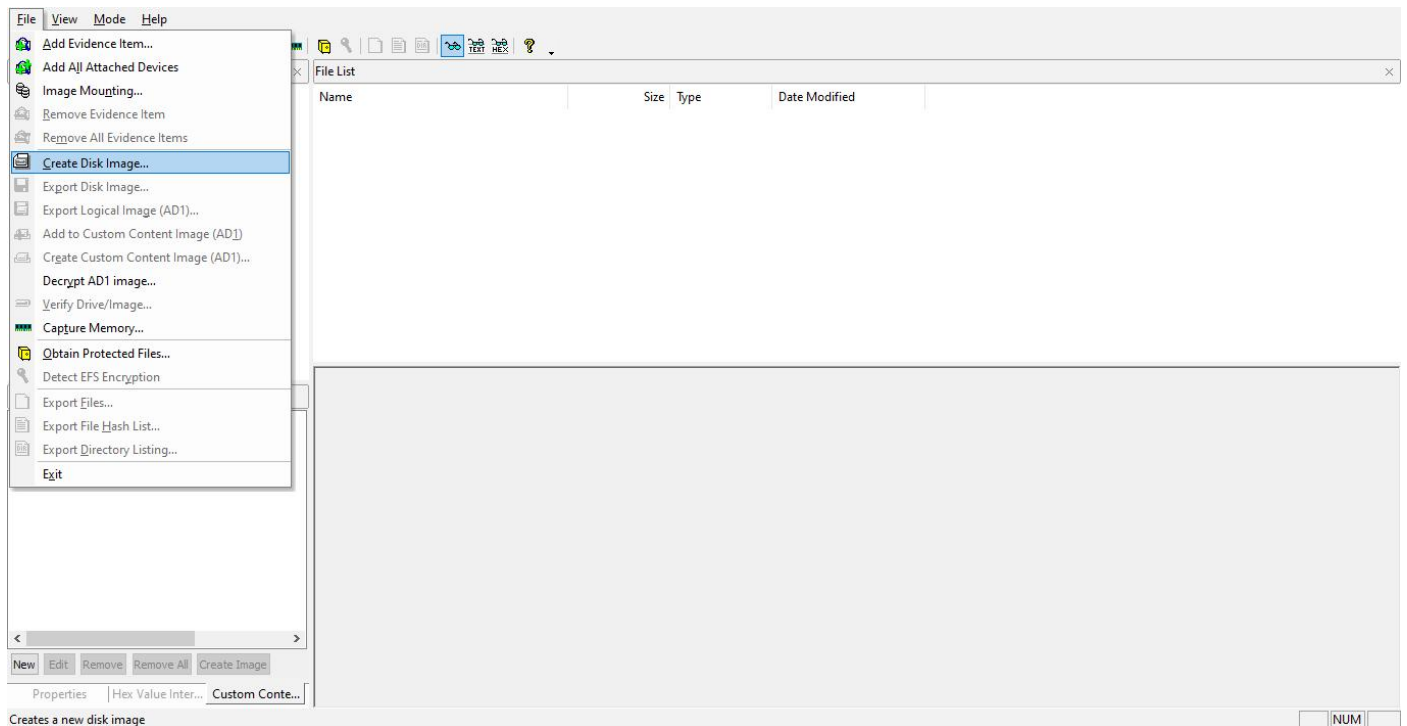 File View Mode Help
Add Evidence Item...
Add All Attached Devices
Image Mounting...
Remove Evidence Item
Remove All Evidence Items
Create Disk Image...
Export Disk Image...
Export Logical Image (AD1)...
Add to Custom Content Image (AD1)
Create Custom Content Image (AD1)...
Decrypt AD1 image...
Verify Drive/Image...
Capture Memory...
Obtain Protected Files...
Detect EFS Encryption
Export Files...
Export File Hash List...
Export Directory Listing...
Exit
TEXT HEX
File List
Name Size Type Date Modified
New Edit Remove Remove All Create Image
Properties Hex Value Inter... Custom Conte...
Creates a new disk image NUM